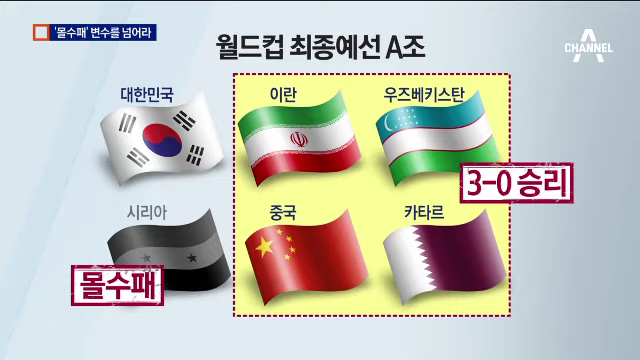 '몰수패' 변수를 넘어라
CHANNEL A
월드컵 최종예선 A조
대한민국
이란
우즈베키스탄
3-0 승리
시리아
중국
카타르
몰수패